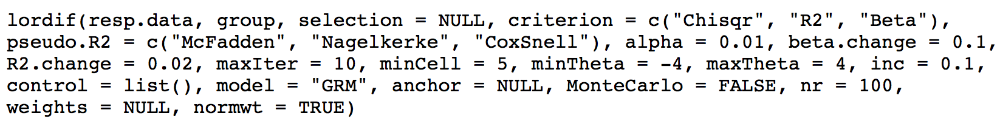 lordif(resp.data, group, selection = NULL, criterion = c("Chisqr", "R2", "Beta"),
pseudo.R2 = c("McFadden", "Nagelkerke", "CoxSnell"), alpha = 0.01, beta.change = 0.1,
R2.change = 0.02, maxIter = 10, minCell = 5, minTheta = -4, maxTheta = 4, inc = 0.1,
control = list(), model = "GRM", anchor = NULL, MonteCarlo = FALSE, nr = 100,
weights = NULL, normwt = TRUE)